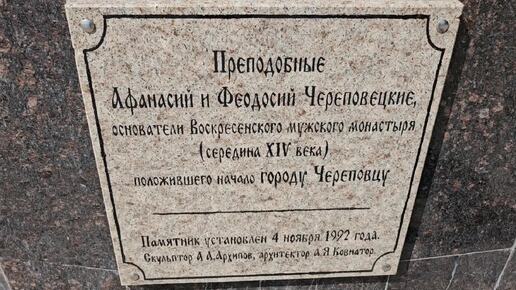 Преподобные
Афанасий и Феодосий Череповецкие,
основатели Воскресенского мужского монастыря
(середина XIV века)
положившего начало городу Череповцу
Памятник установлен 4 ноября 1992 года.
Скульптор А.А.Архипов, архитектор А.Я Ковнатор.